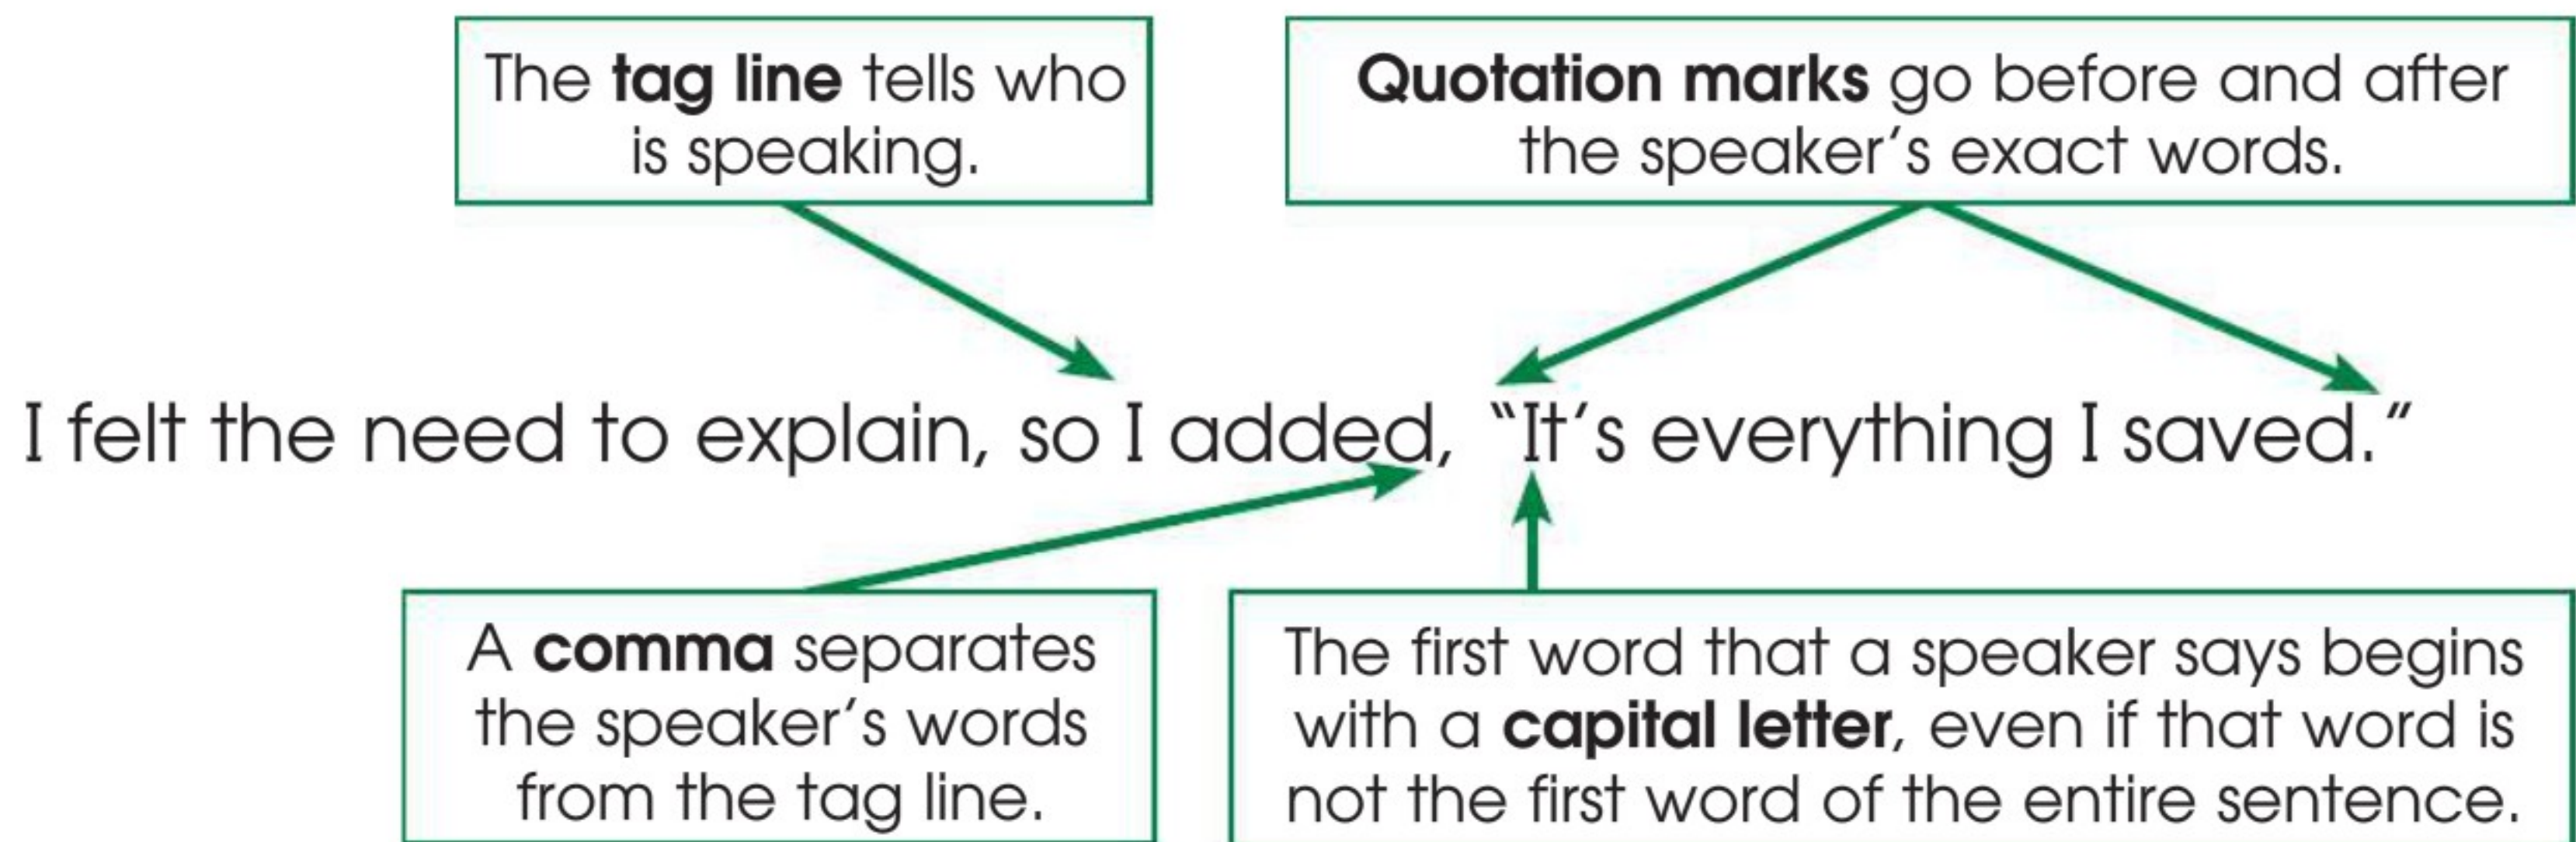 The tag line tells who
is speaking.
Quotation marks go before and after
the speaker’s exact words.
I felt the need to explain, so I added, “It’s everything I saved.”
A comma separates
the speaker’s words
from the tag line.
The first word that a speaker says begins
with a capital letter, even if that word is
not the first word of the entire sentence.